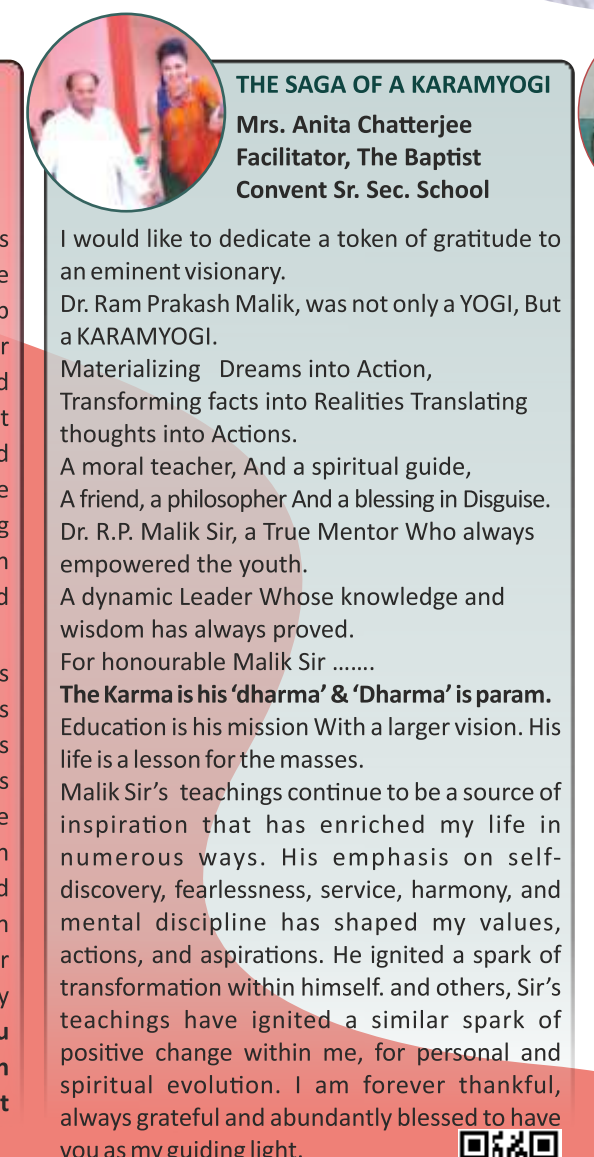 THE SAGA OF A KARAMYOGI
Mrs. Anita Chatterjee
Facilitator, The Baptist
Convent Sr. Sec. School
I would like to dedicate a token of gratitude to
an eminent visionary.
Dr. Ram Prakash Malik, was not only a YOGI, But
a KARAMYOGI.
Materializing Dreams into Action,
Transforming facts into Realities Translating
thoughts into Actions.
A moral teacher, And a spiritual guide,
A friend, a philosopher And a blessing in Disguise.
Dr. R.P. Malik Sir, a True Mentor Who always
empowered the youth.
A dynamic Leader Whose knowledge and
wisdom has always proved.
For honourable Malik Sir .......
The Karma is his ‘dharma’ & ‘Dharma’ is param.
Education is his mission With a larger vision. His
life is a lesson for the masses.
Malik Sir’s teachings continue to be a source of
inspiration that has enriched my life in
numerous ways. His emphasis on self-
discovery, fearlessness, service, harmony, and
mental discipline has shaped my values,
actions, and aspirations. He ignited a spark of
transformation within himself. and others, Sir’s
teachings have ignited a similar spark of
positive change within me, for personal and
spiritual evolution. I am forever thankful,
always grateful and abundantly blessed to have
you as my guiding light.